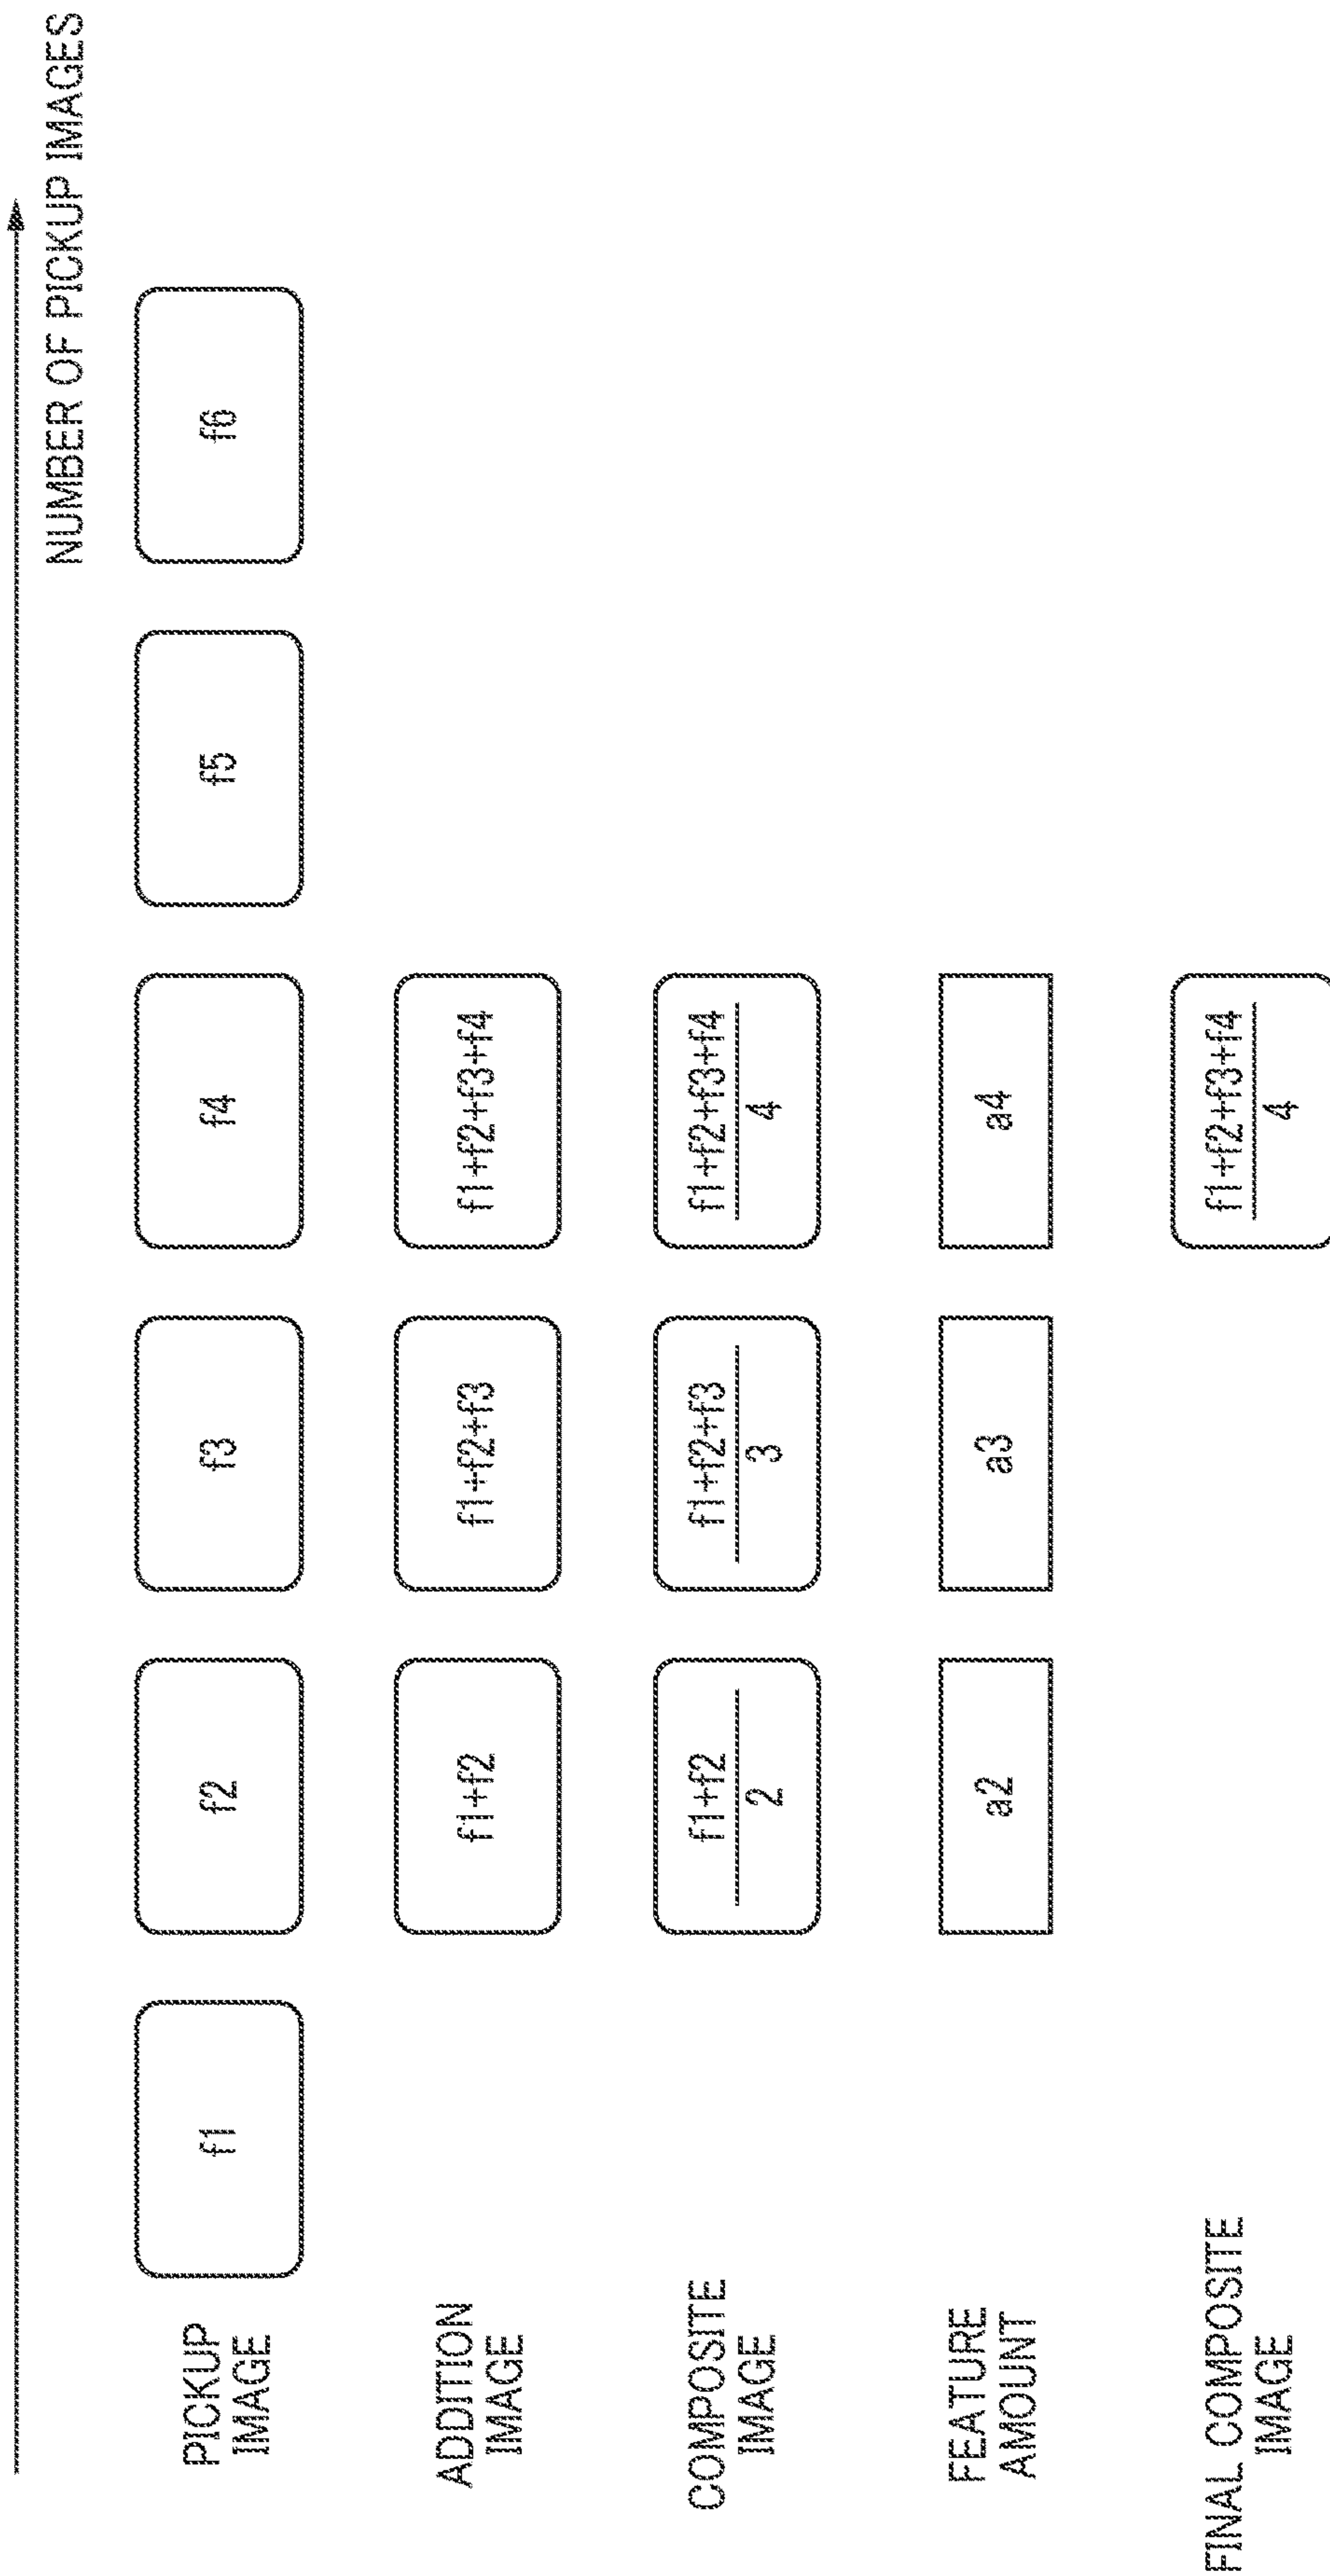 NUMBER OF PICKUP IMAGES
PICKUP
IMAGE
f1
f2
f3
f4
f5
f6
ADDITION
IMAGE
f1+f2
f1+f2+f3
f1+f2+f3+f4
COMPOSITE
IMAGE
f1+f2
2
f1+f2+f3
3
f1+f2+f3+f4
4
FEATURE
AMOUNT
a2
a3
a4
FINAL COMPOSITE
IMAGE
f1+f2+f3+f4
4